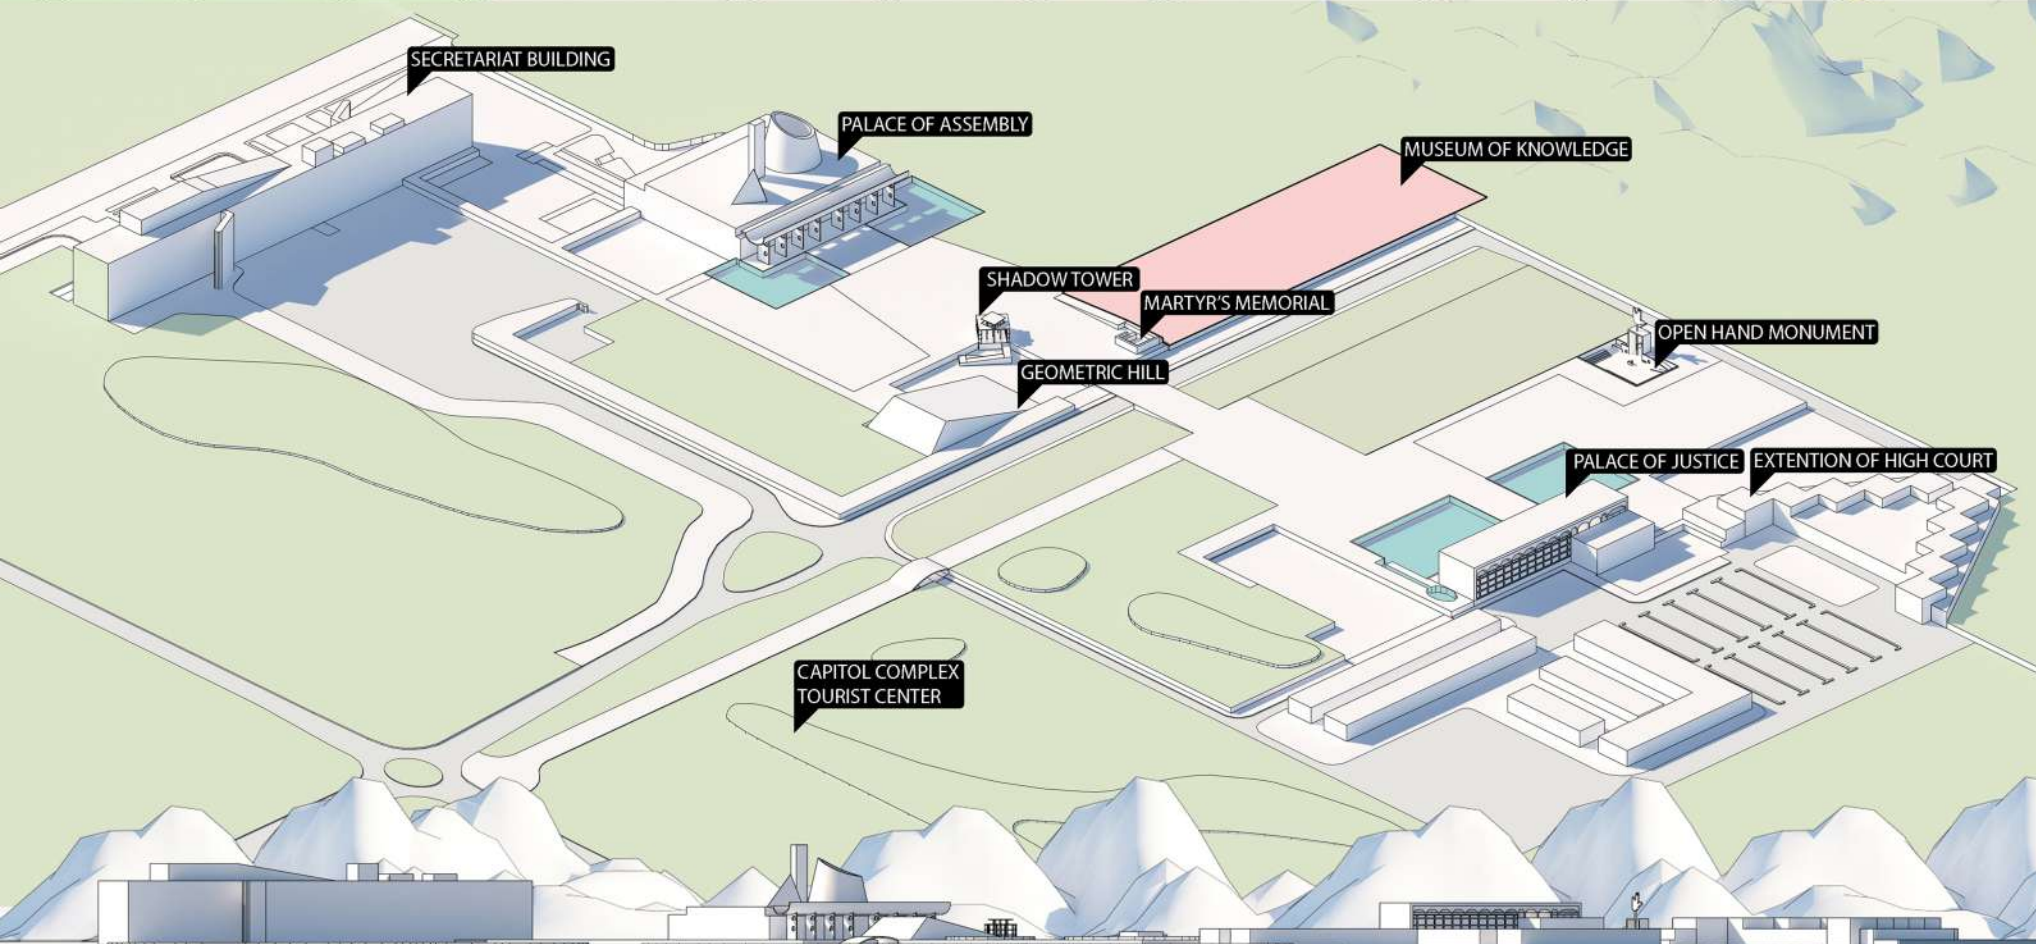 SECRETARIAT BUILDING
PALACE OF ASSEMBLY
MUSEUM OF KNOWLEDGE
SHADOW TOWER
MARTYR'S MEMORIAL
OPEN HAND MONUMENT
GEOMETRIC HILL
PALACE OF JUSTICE
EXTENTION OF HIGH COURT
CAPITOL COMPLEX
TOURIST CENTER